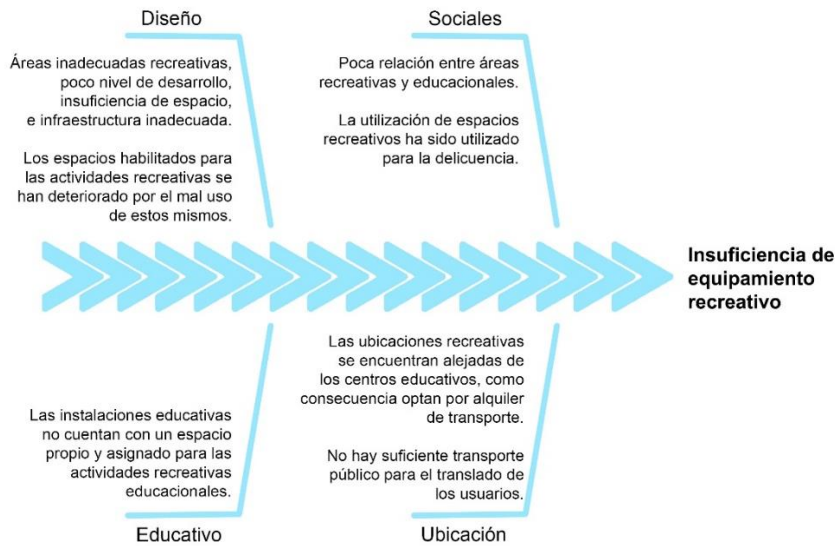 Diseño
Áreas inadecuadas recreativas,
poco nivel de desarrollo,
insuficiencia de espacio,
e infraestructura inadecuada.
Los espacios habilitados para
las actividades recreativas se
han deteriorado por el mal uso
de estos mismos.
Sociales
Poca relación entre áreas
recreativas y educacionales.
La utilización de espacios
recreativos ha sido utilizado
para la delicuencia.
Insuficiencia de
equipamiento
recreativo
Las instalaciones educativas
no cuentan con un espacio
propio y asignado para las
actividades recreativas
educacionales.
Educativo
Las ubicaciones recreativas
se encuentran alejadas de
los centros educativos, como
consecuencia optan por alquiler
de transporte.
No hay suficiente transporte
público para el translado de
los usuarios.
Ubicación